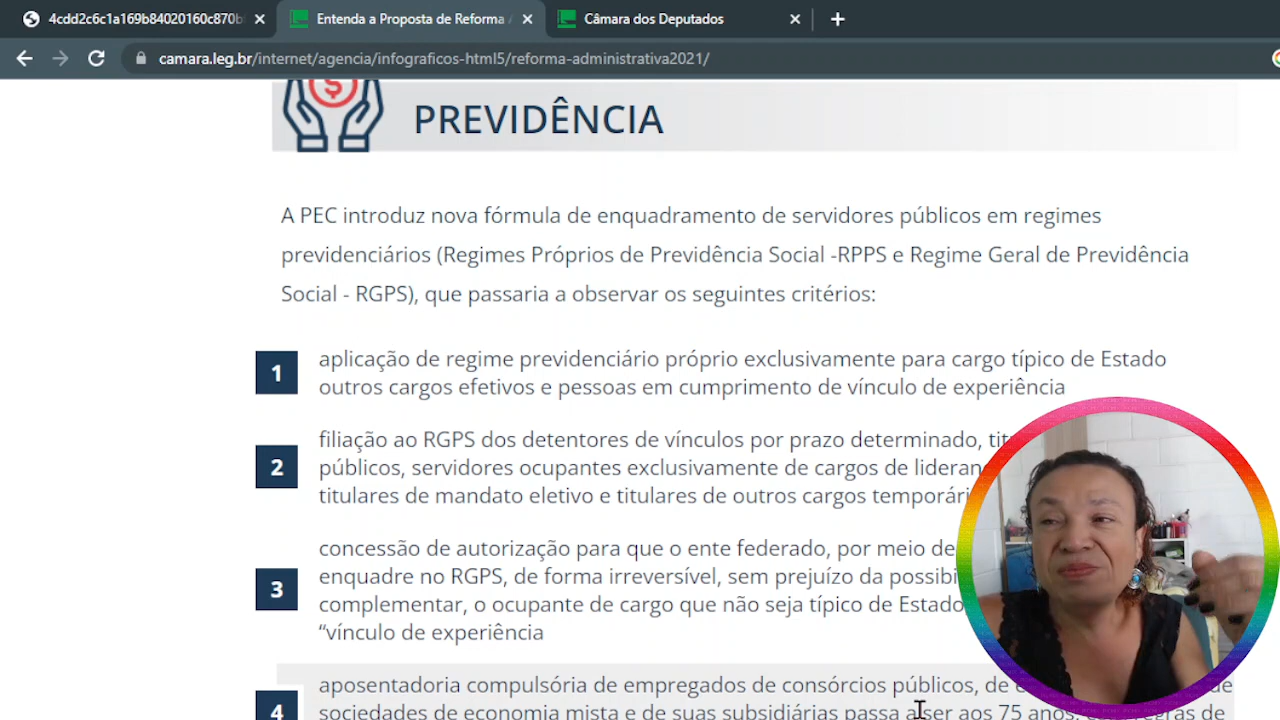 4cdd2c6c1a169b84020160c870b
Entenda a Proposta de Reforma
Câmara dos Deputados
camara.leg.br/internet/agencia/infograficos-html5/reforma-administrativa2021/
$
PREVIDÊNCIA
A PEC introduz nova fórmula de enquadramento de servidores públicos em regimes
previdenciários (Regimes Próprios de Previdência Social -RPPS e Regime Geral de Previdência
Social - RGPS), que passaria a observar os seguintes critérios:
1
aplicação de regime previdenciário próprio exclusivamente para cargo típico de Estado
outros cargos efetivos e pessoas em cumprimento de vínculo de experiência
2
filiação ao RGPS dos detentores de vínculos por prazo determinado,
públicos, servidores ocupantes exclusivamente de cargos de
titulares de mandato eletivo e titulares de outros cargos
3
concessão de autorização para que o ente federado, por meio de
enquadre no RGPS, de forma irreversível, sem prejuízo da
complementar, o ocupante de cargo que não seja típico de Estado
“vínculo de experiência
4
aposentadoria compulsória de empregados de consórcios públicos, de
sociedades de economia mista e de suas subsidiárias passa a ser aos 75 anos,